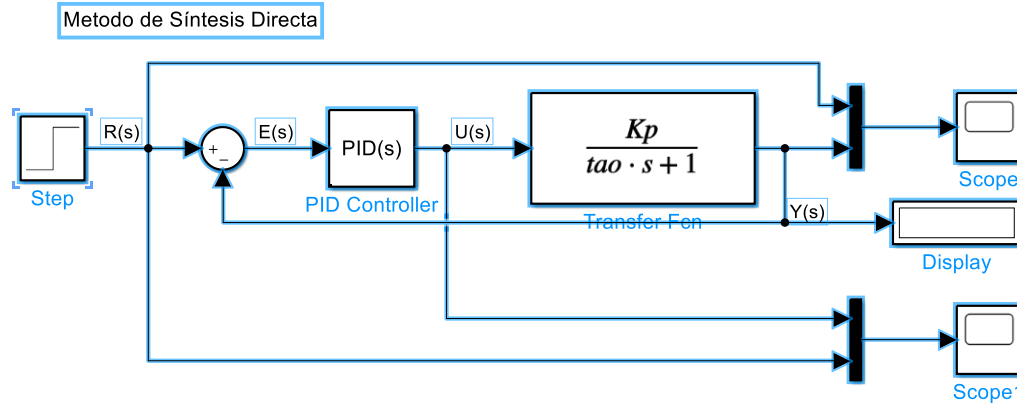 Metodo de Síntesis Directa
R(s)
Step
+
−
E(s)
PID(s)
PID Controller
U(s)
Kp
tao · s + 1
Transfer Fcn
Y(s)
Scope
Display
Scope1